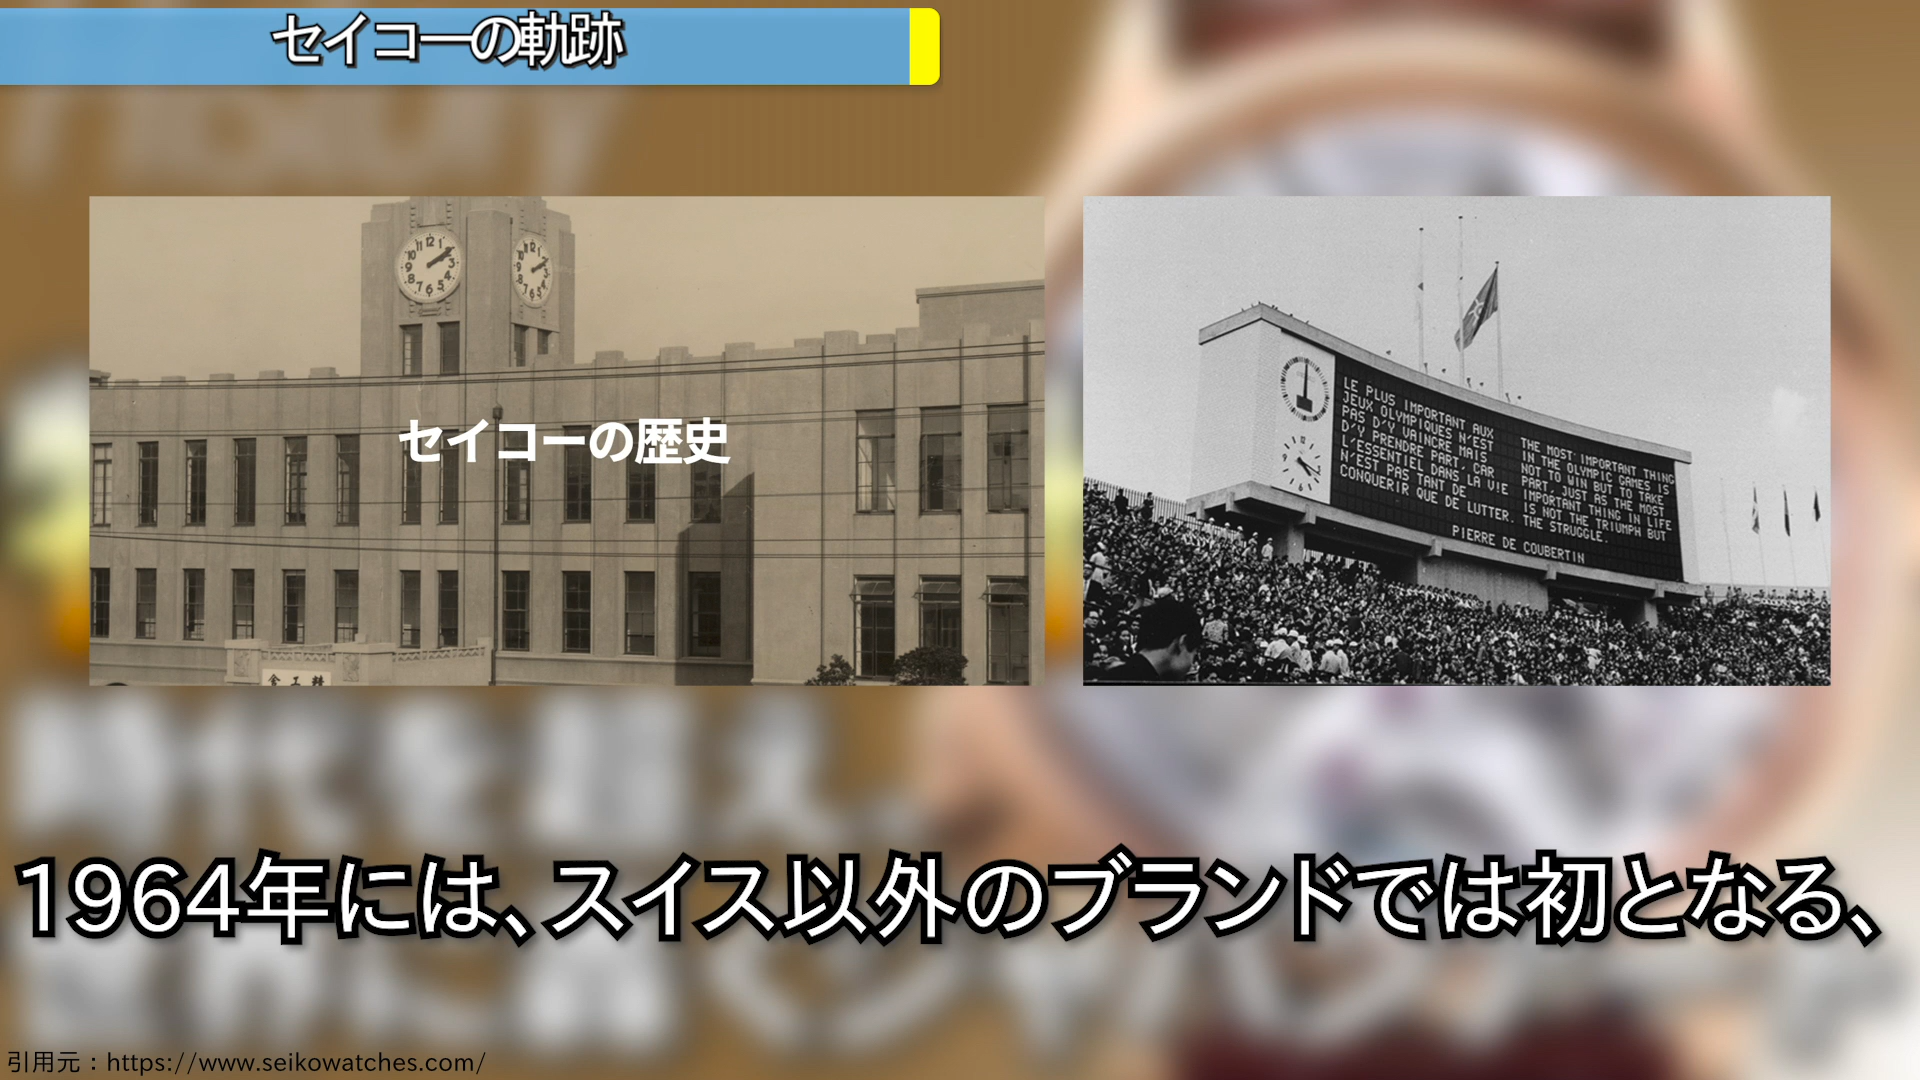 セイコーの軌跡
セイコーの歴史
LE PLUS IMPORTANT AUX
JEUX OLYMPIQUES N'EST
PAS D'Y VAINCRE MAIS
D'Y PRENDRE PART, CAR
L'ESSENTIEL DANS LA VIE
N'EST PAS TANT DE
CONQUERIR QUE DE LUTTER.
THE MOST IMPORTANT THING
IN THE OLYMPIC GAMES IS
NOT TO WIN BUT TO TAKE
PART, JUST AS THE MOST
IMPORTANT THING IN LIFE
IS NOT THE TRIUMPH BUT
THE STRUGGLE.
PIERRE DE COUBERTIN
1964年には、スイス以外のブランドでは初となる、
引用元：https://www.seikowatches.com/